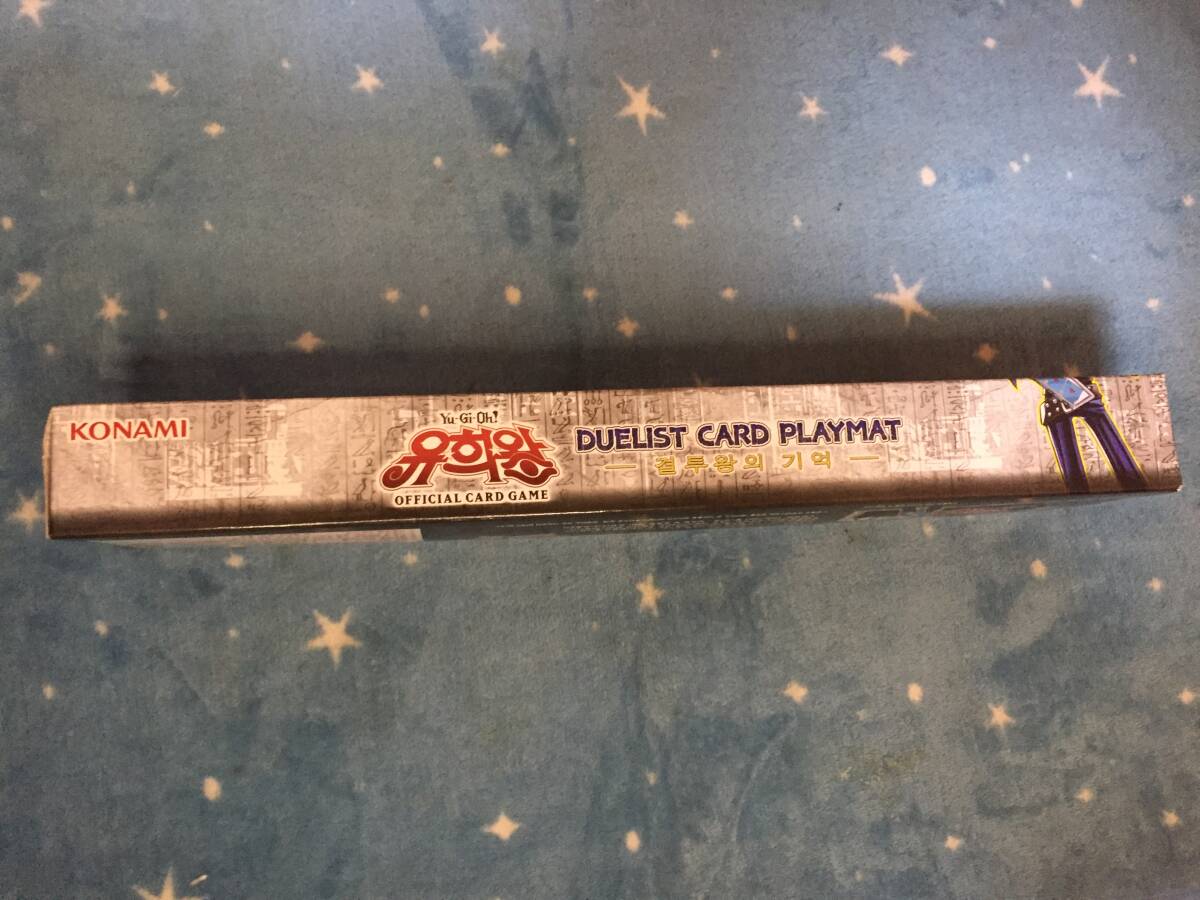 KONAMI
Yu-Gi-Oh!
유희왕
OFFICIAL CARD GAME
DUELIST CARD PLAYMAT
— 결투왕의 기억 —